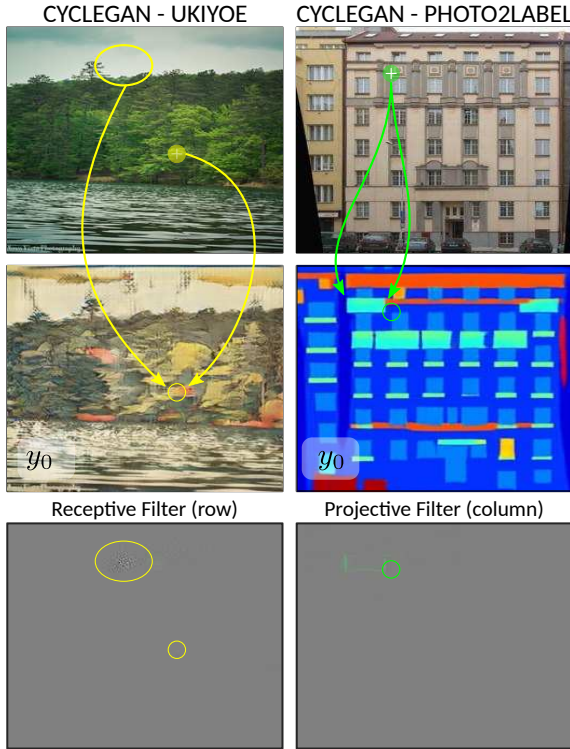 CYCLEGAN - UKIYOE
CYCLEGAN - PHOTO2LABEL
y₀
y₀
Receptive Filter (row)
Projective Filter (column)